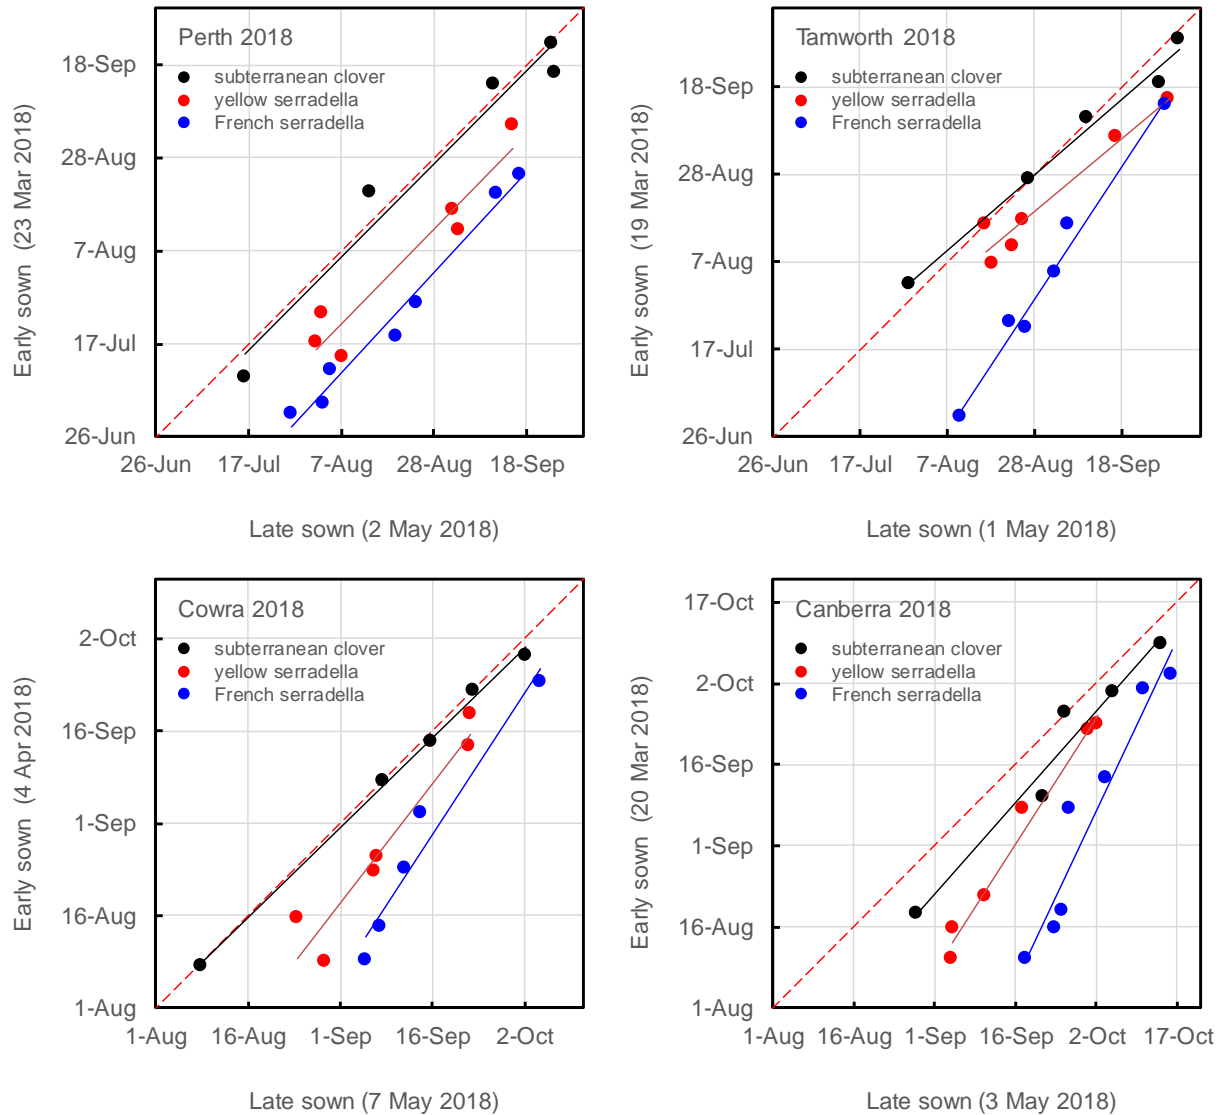 Perth 2018
subterranean clover
yellow serradella
French serradella
18-Sep
28-Aug
7-Aug
17-Jul
26-Jun
Early sown (23 Mar 2018)
26-Jun 17-Jul 7-Aug 28-Aug 18-Sep
Late sown (2 May 2018)
Tamworth 2018
subterranean clover
yellow serradella
French serradella
18-Sep
28-Aug
7-Aug
17-Jul
26-Jun
Early sown (19 Mar 2018)
26-Jun 17-Jul 7-Aug 28-Aug 18-Sep
Late sown (1 May 2018)
Cowra 2018
subterranean clover
yellow serradella
French serradella
2-Oct
16-Sep
1-Sep
16-Aug
1-Aug
Early sown (4 Apr 2018)
1-Aug 16-Aug 1-Sep 16-Sep 2-Oct
Late sown (7 May 2018)
Canberra 2018
subterranean clover
yellow serradella
French serradella
17-Oct
2-Oct
16-Sep
1-Sep
16-Aug
1-Aug
Early sown (20 Mar 2018)
1-Aug 16-Aug 1-Sep 16-Sep 2-Oct 17-Oct
Late sown (3 May 2018)